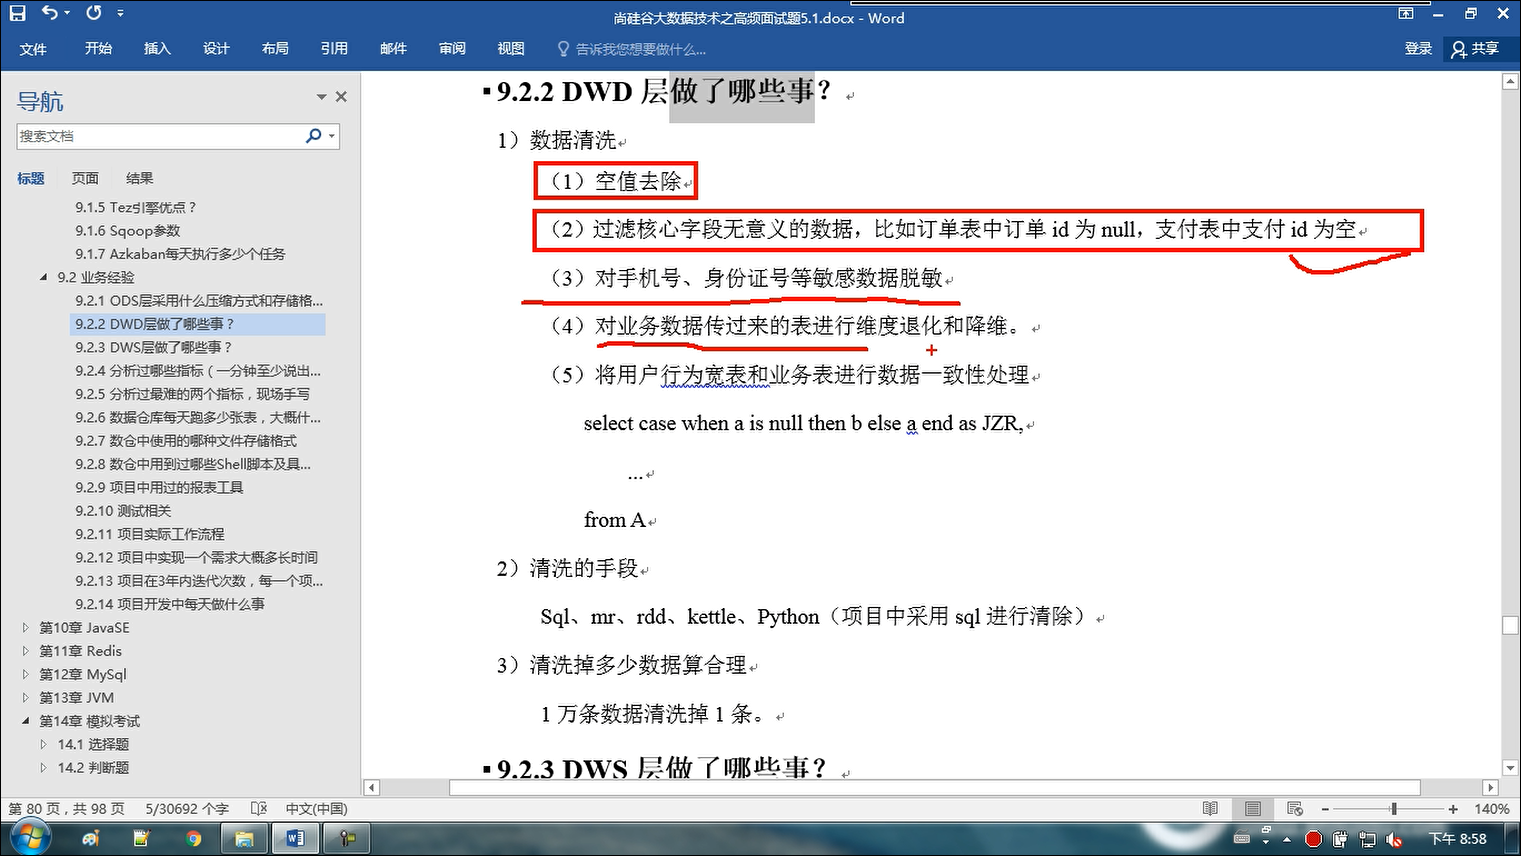 尚硅谷大数据技术之高频面试题5.1.docx - Word
文件 开始 插入 设计 布局 引用 邮件 审阅 视图 告诉我您想要做什么... 登录 共享
导航
搜索文档
标题 页面 结果
9.1.5 Tez引擎优点？
9.1.6 Sqoop参数
9.1.7 Azkaban每天执行多少个任务
9.2 业务经验
9.2.1 ODS层采用什么压缩方式和存储格...
9.2.2 DWD层做了哪些事？
9.2.3 DWS层做了哪些事？
9.2.4 分析过哪些指标（一分钟至少说出...
9.2.5 分析过最难的两个指标，现场手写
9.2.6 数据仓库每天跑多少张表，大概什...
9.2.7 数仓中使用的哪种文件存储格式
9.2.8 数仓中用到过哪些Shell脚本及具...
9.2.9 项目中用过的报表工具
9.2.10 测试相关
9.2.11 项目实际工作流程
9.2.12 项目中实现一个需求大概多长时间
9.2.13 项目在3年内迭代次数，每一个项...
9.2.14 项目开发中每天做什么事
第10章 JavaSE
第11章 Redis
第12章 MySql
第13章 JVM
第14章 模拟考试
14.1 选择题
14.2 判断题
9.2.2 DWD 层做了哪些事？
1）数据清洗
（1）空值去除
（2）过滤核心字段无意义的数据，比如订单表中订单 id 为 null，支付表中支付 id 为空
（3）对手机号、身份证号等敏感数据脱敏
（4）对业务数据传过来的表进行维度退化和降维。
（5）将用户行为宽表和业务表进行数据一致性处理
select case when a is null then b else a end as JZR,
...
from A
2）清洗的手段
Sql、mr、rdd、kettle、Python（项目中采用 sql 进行清除）
3）清洗掉多少数据算合理
1 万条数据清洗掉 1 条。
9.2.3 DWS 层做了哪些事？
第 80 页，共 98 页 5/30692 个字 中文(中国) 140%
下午 8:58